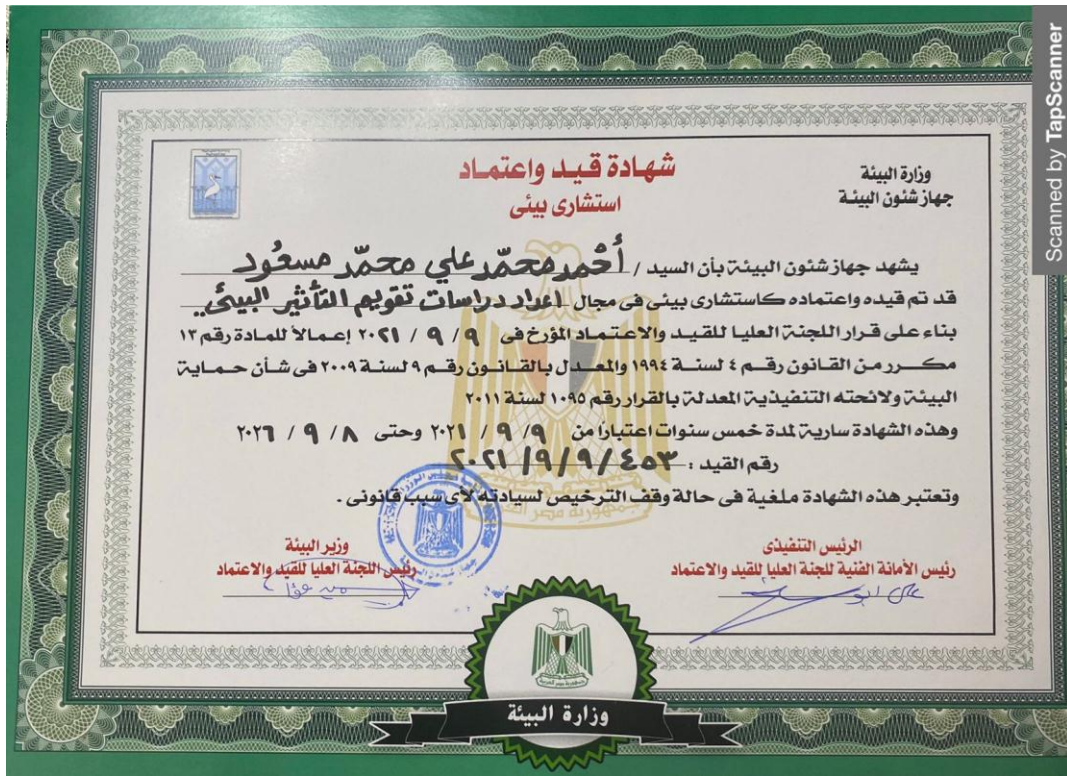 وزارة البيئة
جهاز شئون البيئة
شهادة قيد واعتماد
استشارى بيئى
يشهد جهاز شئون البيئة بأن السيد / أحمد محمد علي محمد مسعود
قد تم قيده واعتماده كاستشارى بيئى فى مجال اعداد دراسات تقويم التأثير البيئي
بناء على قرار اللجنة العليا للقيد والاعتماد المؤرخ فى ٩ / ٩ / ٢٠٢١ إعمالاً للمادة رقم ١٣
مكرر من القانون رقم ٤ لسنة ١٩٩٤ والمعدل بالقانون رقم ٩ لسنة ٢٠٠٩ فى شأن حماية
البيئة ولائحته التنفيذية المعدلة بالقرار رقم ١٠٩٥ لسنة ٢٠١١
وهذه الشهادة سارية لمدة خمس سنوات اعتباراً من ٩ / ٩ / ٢٠٢١ وحتى ٨ / ٩ / ٢٠٢٦
رقم القيد : ٤٥٣ / ٩ / ٩ / ٢٠٢١
وتعتبر هذه الشهادة ملغية فى حالة وقف الترخيص لسيادته لأى سبب قانونى .
الرئيس التنفيذى
رئيس الأمانة الفنية للجنة العليا للقيد والاعتماد
وزير البيئة
رئيس اللجنة العليا للقيد والاعتماد
وزارة البيئة
Scanned by TapScanner